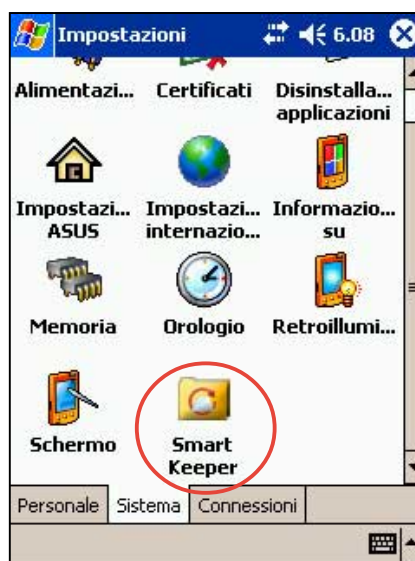 Impostazioni 6.08
Alimentazi... Certificati Disinstalla...
applicazioni
Impostazi... Impostazi... Informazio...
ASUS internazio... su
Memoria Orologio Retroillumi...
Schermo Smart
Keeper
Personale Sistema Connessioni